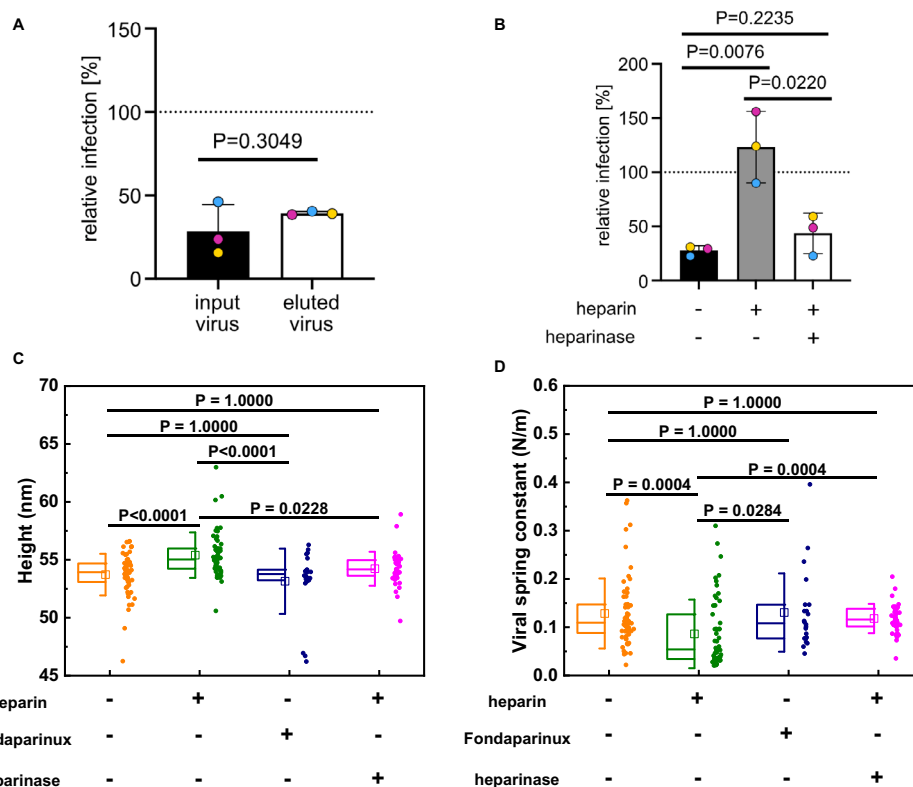 A
150
100
50
0
relative infection [%]
P=0.3049
input virus
eluted virus
B
P=0.2235
P=0.0076
P=0.0220
200
150
100
50
0
relative infection [%]
heparin - + +
heparinase - - +
C
70
65
60
55
50
45
Height (nm)
P = 1.0000
P = 1.0000
P<0.0001
P<0.0001
P = 0.0228
eparin - + - +
daparinux - - + -
parinase - - - +
D
0.6
0.5
0.4
0.3
0.2
0.1
0.0
Viral spring constant (N/m)
P = 1.0000
P = 1.0000
P = 0.0004
P = 0.0004
P = 0.0284
heparin - + - +
Fondaparinux - - + -
heparinase - - - +